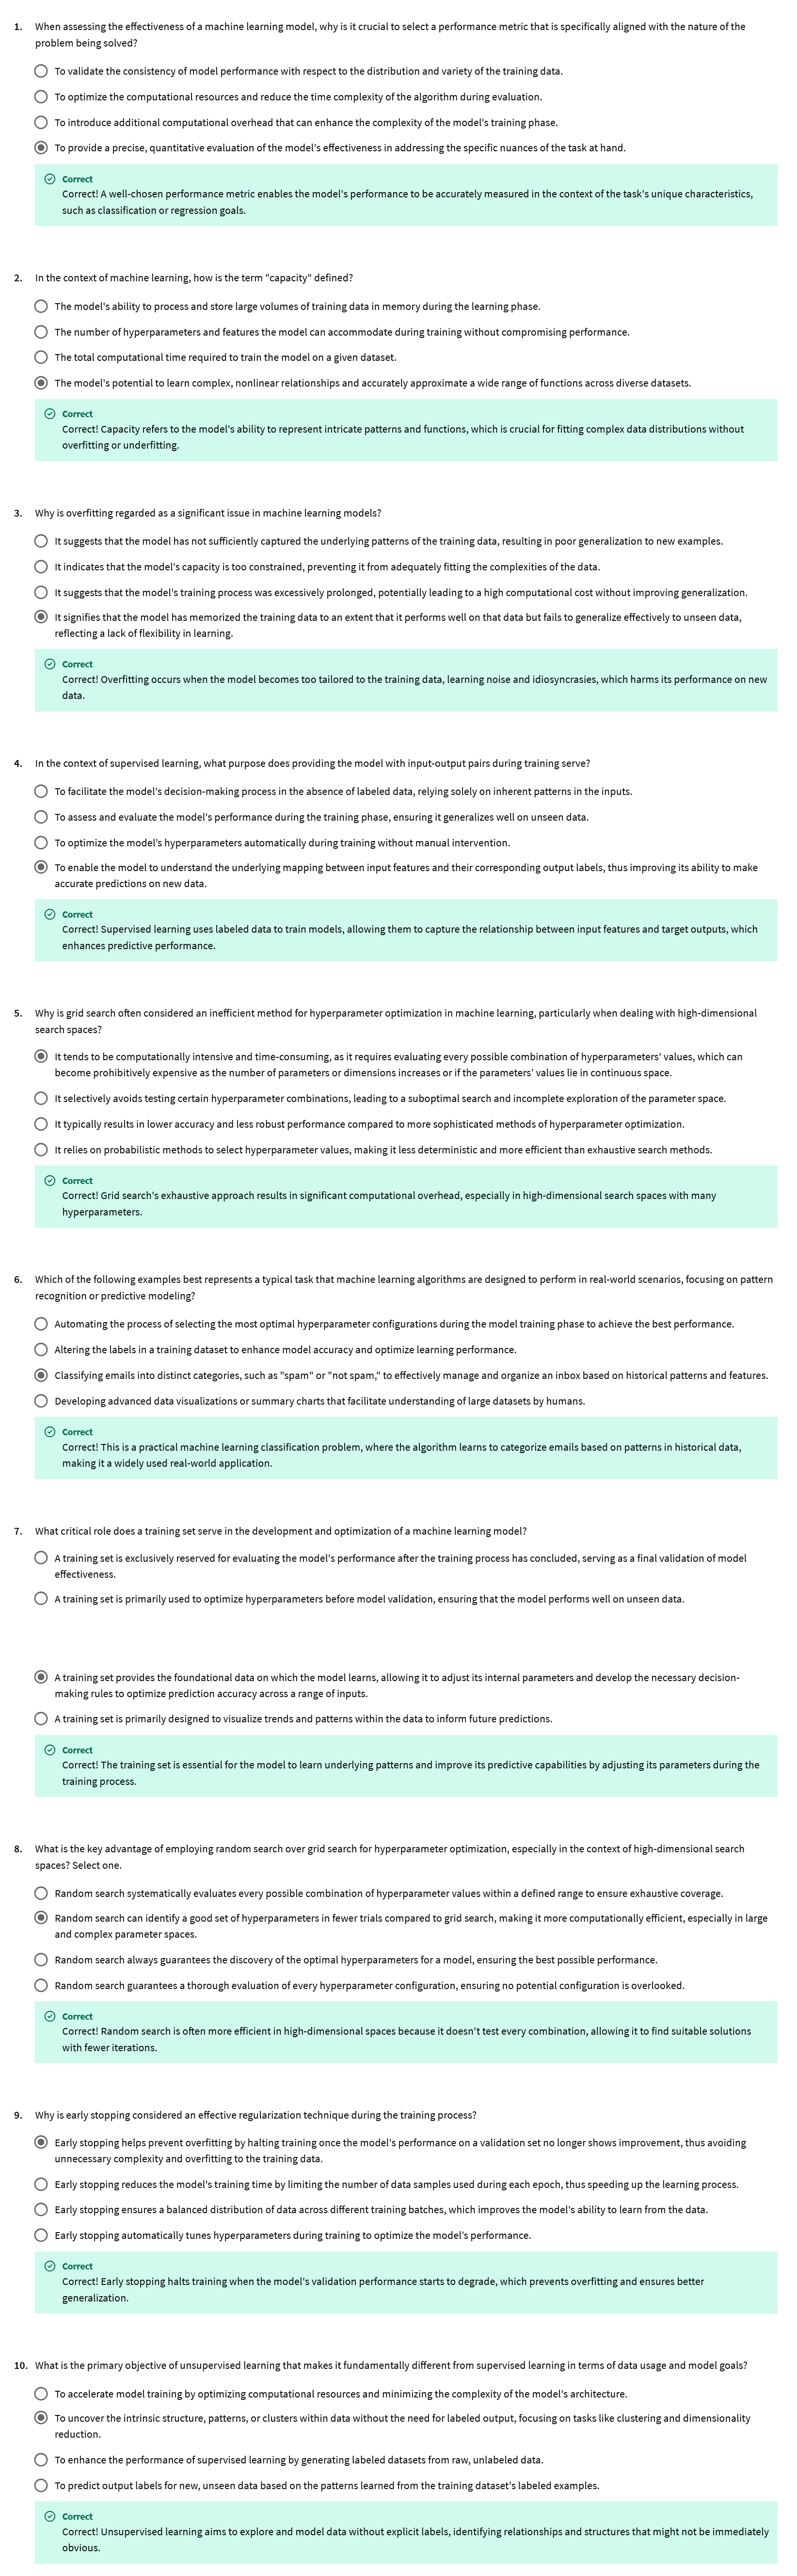 1. When assessing the effectiveness of a machine learning model, why is it crucial to select a performance metric that is specifically aligned with the nature of the
problem being solved?
To validate the consistency of model performance with respect to the distribution and variety of the training data.
To optimize the computational resources and reduce the time complexity of the algorithm during evaluation.
To introduce additional computational overhead that can enhance the complexity of the model's training phase.
To provide a precise, quantitative evaluation of the model's effectiveness in addressing the specific nuances of the task at hand.
Correct
Correct! A well-chosen performance metric enables the model's performance to be accurately measured in the context of the task's unique characteristics,
such as classification or regression goals.
2. In the context of machine learning, how is the term "capacity" defined?
The model's ability to process and store large volumes of training data in memory during the learning phase.
The number of hyperparameters and features the model can accommodate during training without compromising performance.
The total computational time required to train the model on a given dataset.
The model's potential to learn complex, nonlinear relationships and accurately approximate a wide range of functions across diverse datasets.
Correct
Correct! Capacity refers to the model's ability to represent intricate patterns and functions, which is crucial for fitting complex data distributions without
overfitting or underfitting.
3. Why is overfitting regarded as a significant issue in machine learning models?
It suggests that the model has not sufficiently captured the underlying patterns of the training data, resulting in poor generalization to new examples.
It indicates that the model's capacity is too constrained, preventing it from adequately fitting the complexities of the data.
It suggests that the model's training process was excessively prolonged, potentially leading to a high computational cost without improving generalization.
It signifies that the model has memorized the training data to an extent that it performs well on that data but fails to generalize effectively to unseen data,
reflecting a lack of flexibility in learning.
Correct
Correct! Overfitting occurs when the model becomes too tailored to the training data, learning noise and idiosyncrasies, which harms its performance on new
data.
4. In the context of supervised learning, what purpose does providing the model with input-output pairs during training serve?
To facilitate the model's decision-making process in the absence of labeled data, relying solely on inherent patterns in the inputs.
To assess and evaluate the model's performance during the training phase, ensuring it generalizes well on unseen data.
To optimize the model's hyperparameters automatically during training without manual intervention.
To enable the model to understand the underlying mapping between input features and their corresponding output labels, thus improving its ability to make
accurate predictions on new data.
Correct
Correct! Supervised learning uses labeled data to train models, allowing them to capture the relationship between input features and target outputs, which
enhances predictive performance.
5. Why is grid search often considered an inefficient method for hyperparameter optimization in machine learning, particularly when dealing with high-dimensional
search spaces?
It tends to be computationally intensive and time-consuming, as it requires evaluating every possible combination of hyperparameters' values, which can
become prohibitively expensive as the number of parameters or dimensions increases or if the parameters' values lie in continuous space.
It selectively avoids testing certain hyperparameter combinations, leading to a suboptimal search and incomplete exploration of the parameter space.
It typically results in lower accuracy and less robust performance compared to more sophisticated methods of hyperparameter optimization.
It relies on probabilistic methods to select hyperparameter values, making it less deterministic and more efficient than exhaustive search methods.
Correct
Correct! Grid search's exhaustive approach results in significant computational overhead, especially in high-dimensional search spaces with many
hyperparameters.
6. Which of the following examples best represents a typical task that machine learning algorithms are designed to perform in real-world scenarios, focusing on pattern
recognition or predictive modeling?
Automating the process of selecting the most optimal hyperparameter configurations during the model training phase to achieve the best performance.
Altering the labels in a training dataset to enhance model accuracy and optimize learning performance.
Classifying emails into distinct categories, such as "spam" or "not spam," to effectively manage and organize an inbox based on historical patterns and features.
Developing advanced data visualizations or summary charts that facilitate understanding of large datasets by humans.
Correct
Correct! This is a practical machine learning classification problem, where the algorithm learns to categorize emails based on patterns in historical data,
making it a widely used real-world application.
7. What critical role does a training set serve in the development and optimization of a machine learning model?
A training set is exclusively reserved for evaluating the model's performance after the training process has concluded, serving as a final validation of model
effectiveness.
A training set is primarily used to optimize hyperparameters before model validation, ensuring that the model performs well on unseen data.
A training set provides the foundational data on which the model learns, allowing it to adjust its internal parameters and develop the necessary decision-
making rules to optimize prediction accuracy across a range of inputs.
A training set is primarily designed to visualize trends and patterns within the data to inform future predictions.
Correct
Correct! The training set is essential for the model to learn underlying patterns and improve its predictive capabilities by adjusting its parameters during the
training process.
8. What is the key advantage of employing random search over grid search for hyperparameter optimization, especially in the context of high-dimensional search
spaces? Select one.
Random search systematically evaluates every possible combination of hyperparameter values within a defined range to ensure exhaustive coverage.
Random search can identify a good set of hyperparameters in fewer trials compared to grid search, making it more computationally efficient, especially in large
and complex parameter spaces.
Random search always guarantees the discovery of the optimal hyperparameters for a model, ensuring the best possible performance.
Random search guarantees a thorough evaluation of every hyperparameter configuration, ensuring no potential configuration is overlooked.
Correct
Correct! Random search is often more efficient in high-dimensional spaces because it doesn't test every combination, allowing it to find suitable solutions
with fewer iterations.
9. Why is early stopping considered an effective regularization technique during the training process?
Early stopping helps prevent overfitting by halting training once the model's performance on a validation set no longer shows improvement, thus avoiding
unnecessary complexity and overfitting to the training data.
Early stopping reduces the model's training time by limiting the number of data samples used during each epoch, thus speeding up the learning process.
Early stopping ensures a balanced distribution of data across different training batches, which improves the model's ability to learn from the data.
Early stopping automatically tunes hyperparameters during training to optimize the model's performance.
Correct
Correct! Early stopping halts training when the model's validation performance starts to degrade, which prevents overfitting and ensures better
generalization.
10. What is the primary objective of unsupervised learning that makes it fundamentally different from supervised learning in terms of data usage and model goals?
To accelerate model training by optimizing computational resources and minimizing the complexity of the model's architecture.
To uncover the intrinsic structure, patterns, or clusters within data without the need for labeled output, focusing on tasks like clustering and dimensionality
reduction.
To enhance the performance of supervised learning by generating labeled datasets from raw, unlabeled data.
To predict output labels for new, unseen data based on the patterns learned from the training dataset's labeled examples.
Correct
Correct! Unsupervised learning aims to explore and model data without explicit labels, identifying relationships and structures that might not be immediately
obvious.